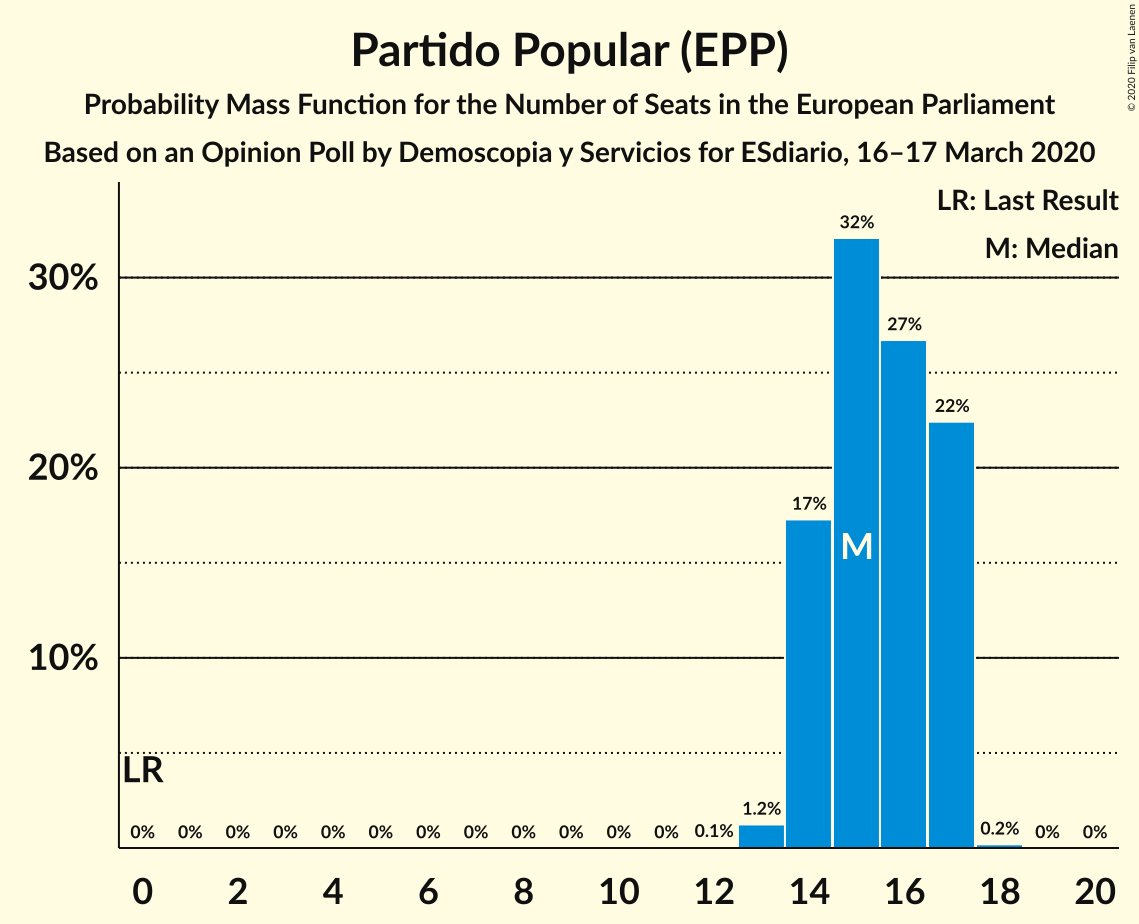 Partido Popular (EPP)
Probability Mass Function for the Number of Seats in the European Parliament
Based on an Opinion Poll by Demoscopia y Servicios for ESdiario, 16–17 March 2020
© 2020 Filip van Laenen
LR: Last Result
M: Median
30%
20%
10%
32%
27%
22%
17%
M
LR
0% 0% 0% 0% 0% 0% 0% 0% 0% 0% 0% 0% 0.1% 1.2% 0.2% 0% 0%
0 2 4 6 8 10 12 14 16 18 20